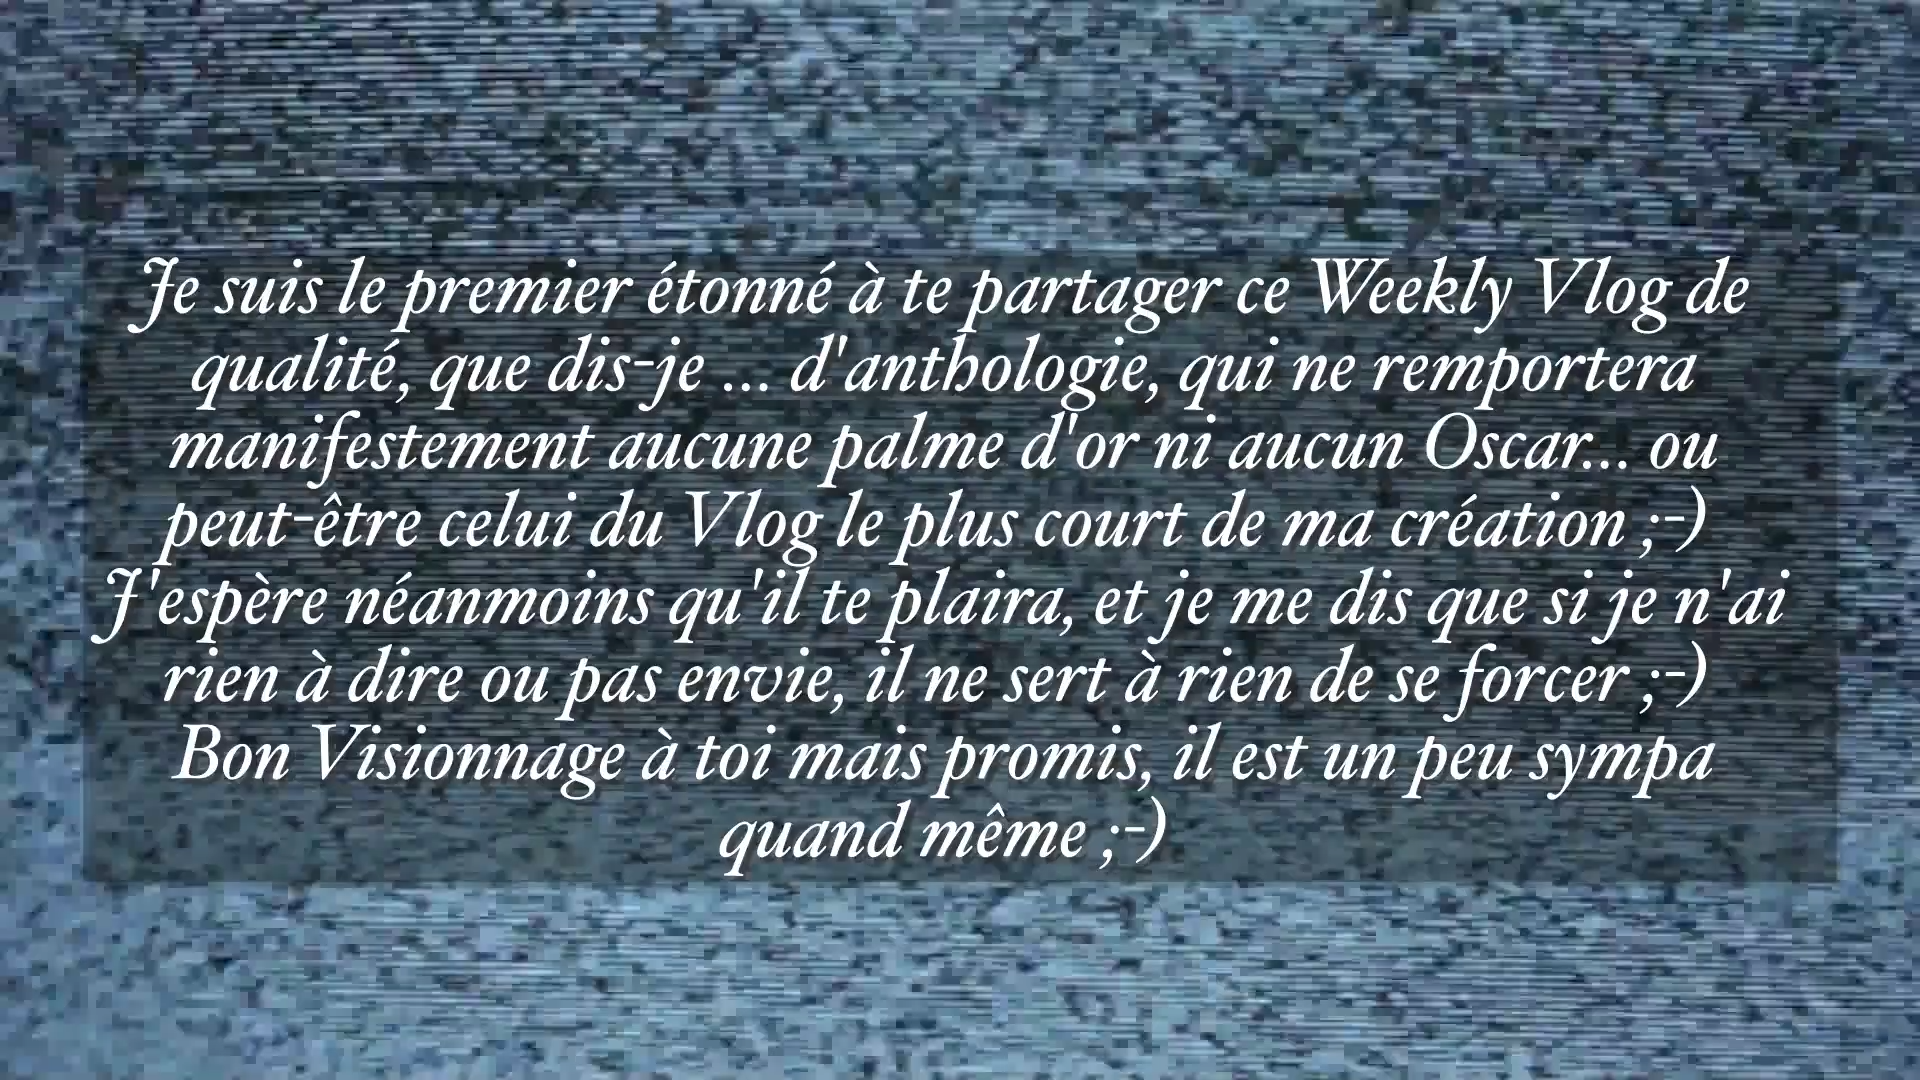 Je suis le premier étonné à te partager ce Weekly Vlog de
qualité, que dis-je ... d'anthologie, qui ne remportera
manifestement aucune palme d'or ni aucun Oscar... ou
peut-être celui du Vlog le plus court de ma création ;-)
J'espère néanmoins qu'il te plaira, et je me dis que si je n'ai
rien à dire ou pas envie, il ne sert à rien de se forcer ;-)
Bon Visionnage à toi mais promis, il est un peu sympa
quand même ;-)